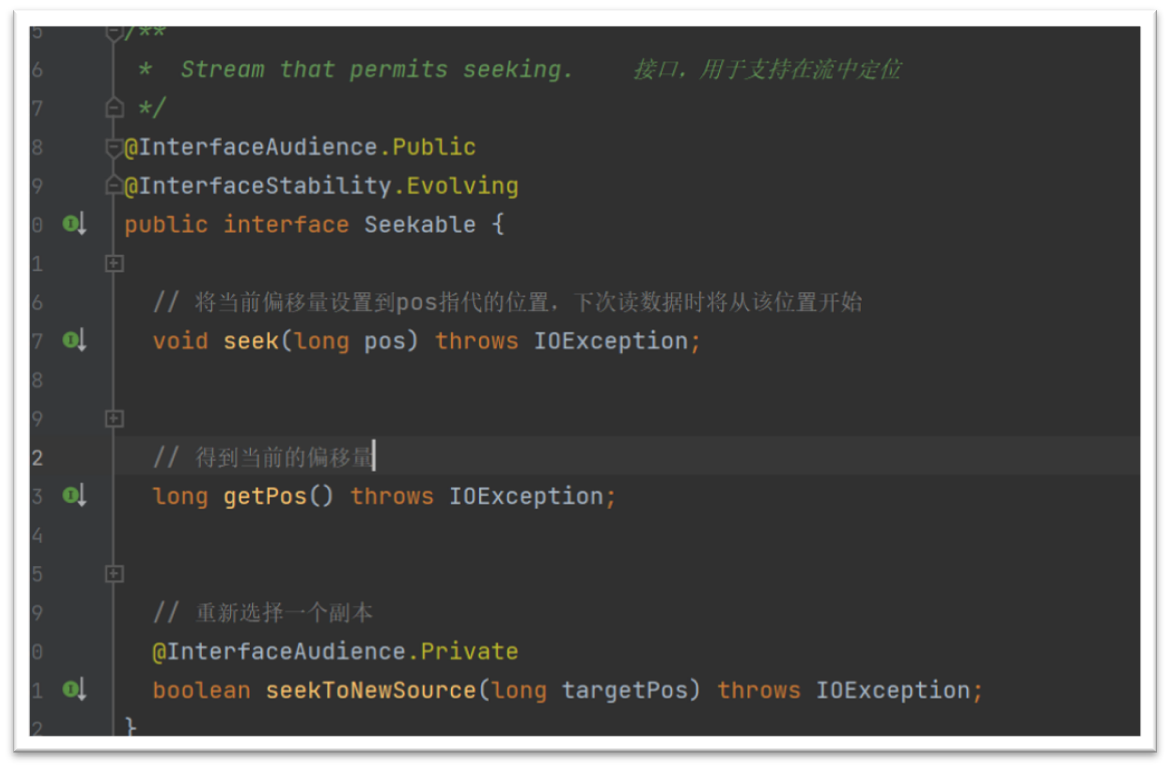 5 /**
6 * Stream that permits seeking. 接口，用于支持在流中定位
7 */
8 @InterfaceAudience.Public
9 @InterfaceStability.Evolving
0 public interface Seekable {
1
6 // 将当前偏移量设置到pos指代的位置，下次读数据时将从该位置开始
7 void seek(long pos) throws IOException;
8
9
2 // 得到当前的偏移量
3 long getPos() throws IOException;
4
5
9 // 重新选择一个副本
0 @InterfaceAudience.Private
1 boolean seekToNewSource(long targetPos) throws IOException;
2 }